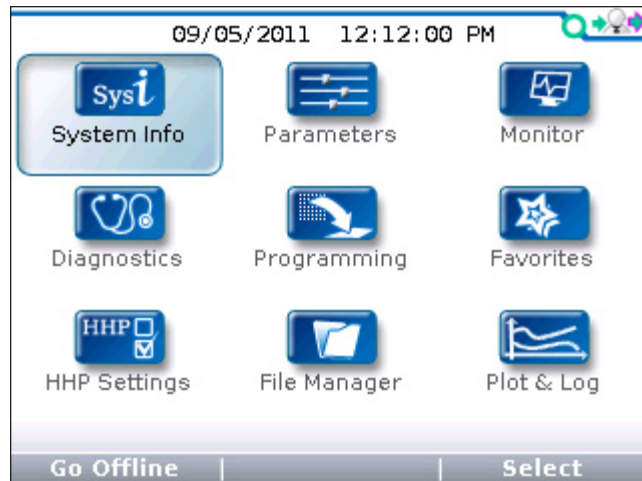 09/05/2011 12:12:00 PM
Sysi
System Info
Parameters
Monitor
Diagnostics
Programming
Favorites
HHP
HHP Settings
File Manager
Plot & Log
Go Offline | | Select